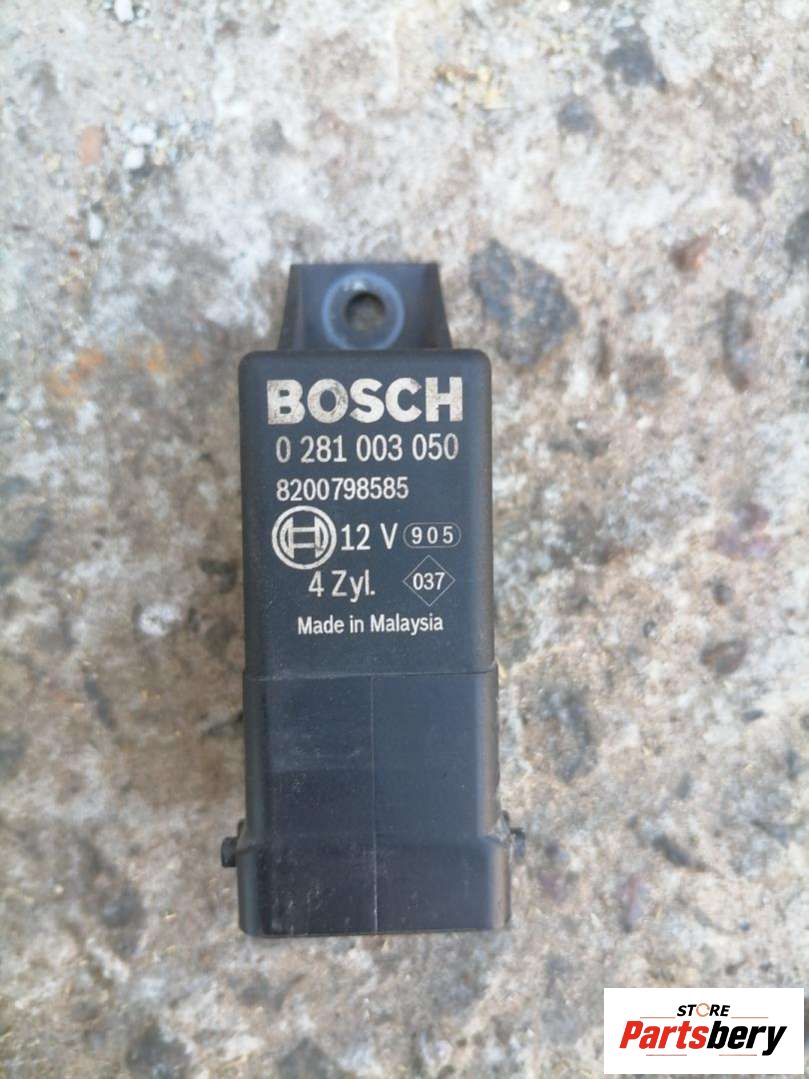 BOSCH
0 281 003 050
8200798585
12 V 905
4 Zyl. 037
Made in Malaysia
STORE
Partsbery